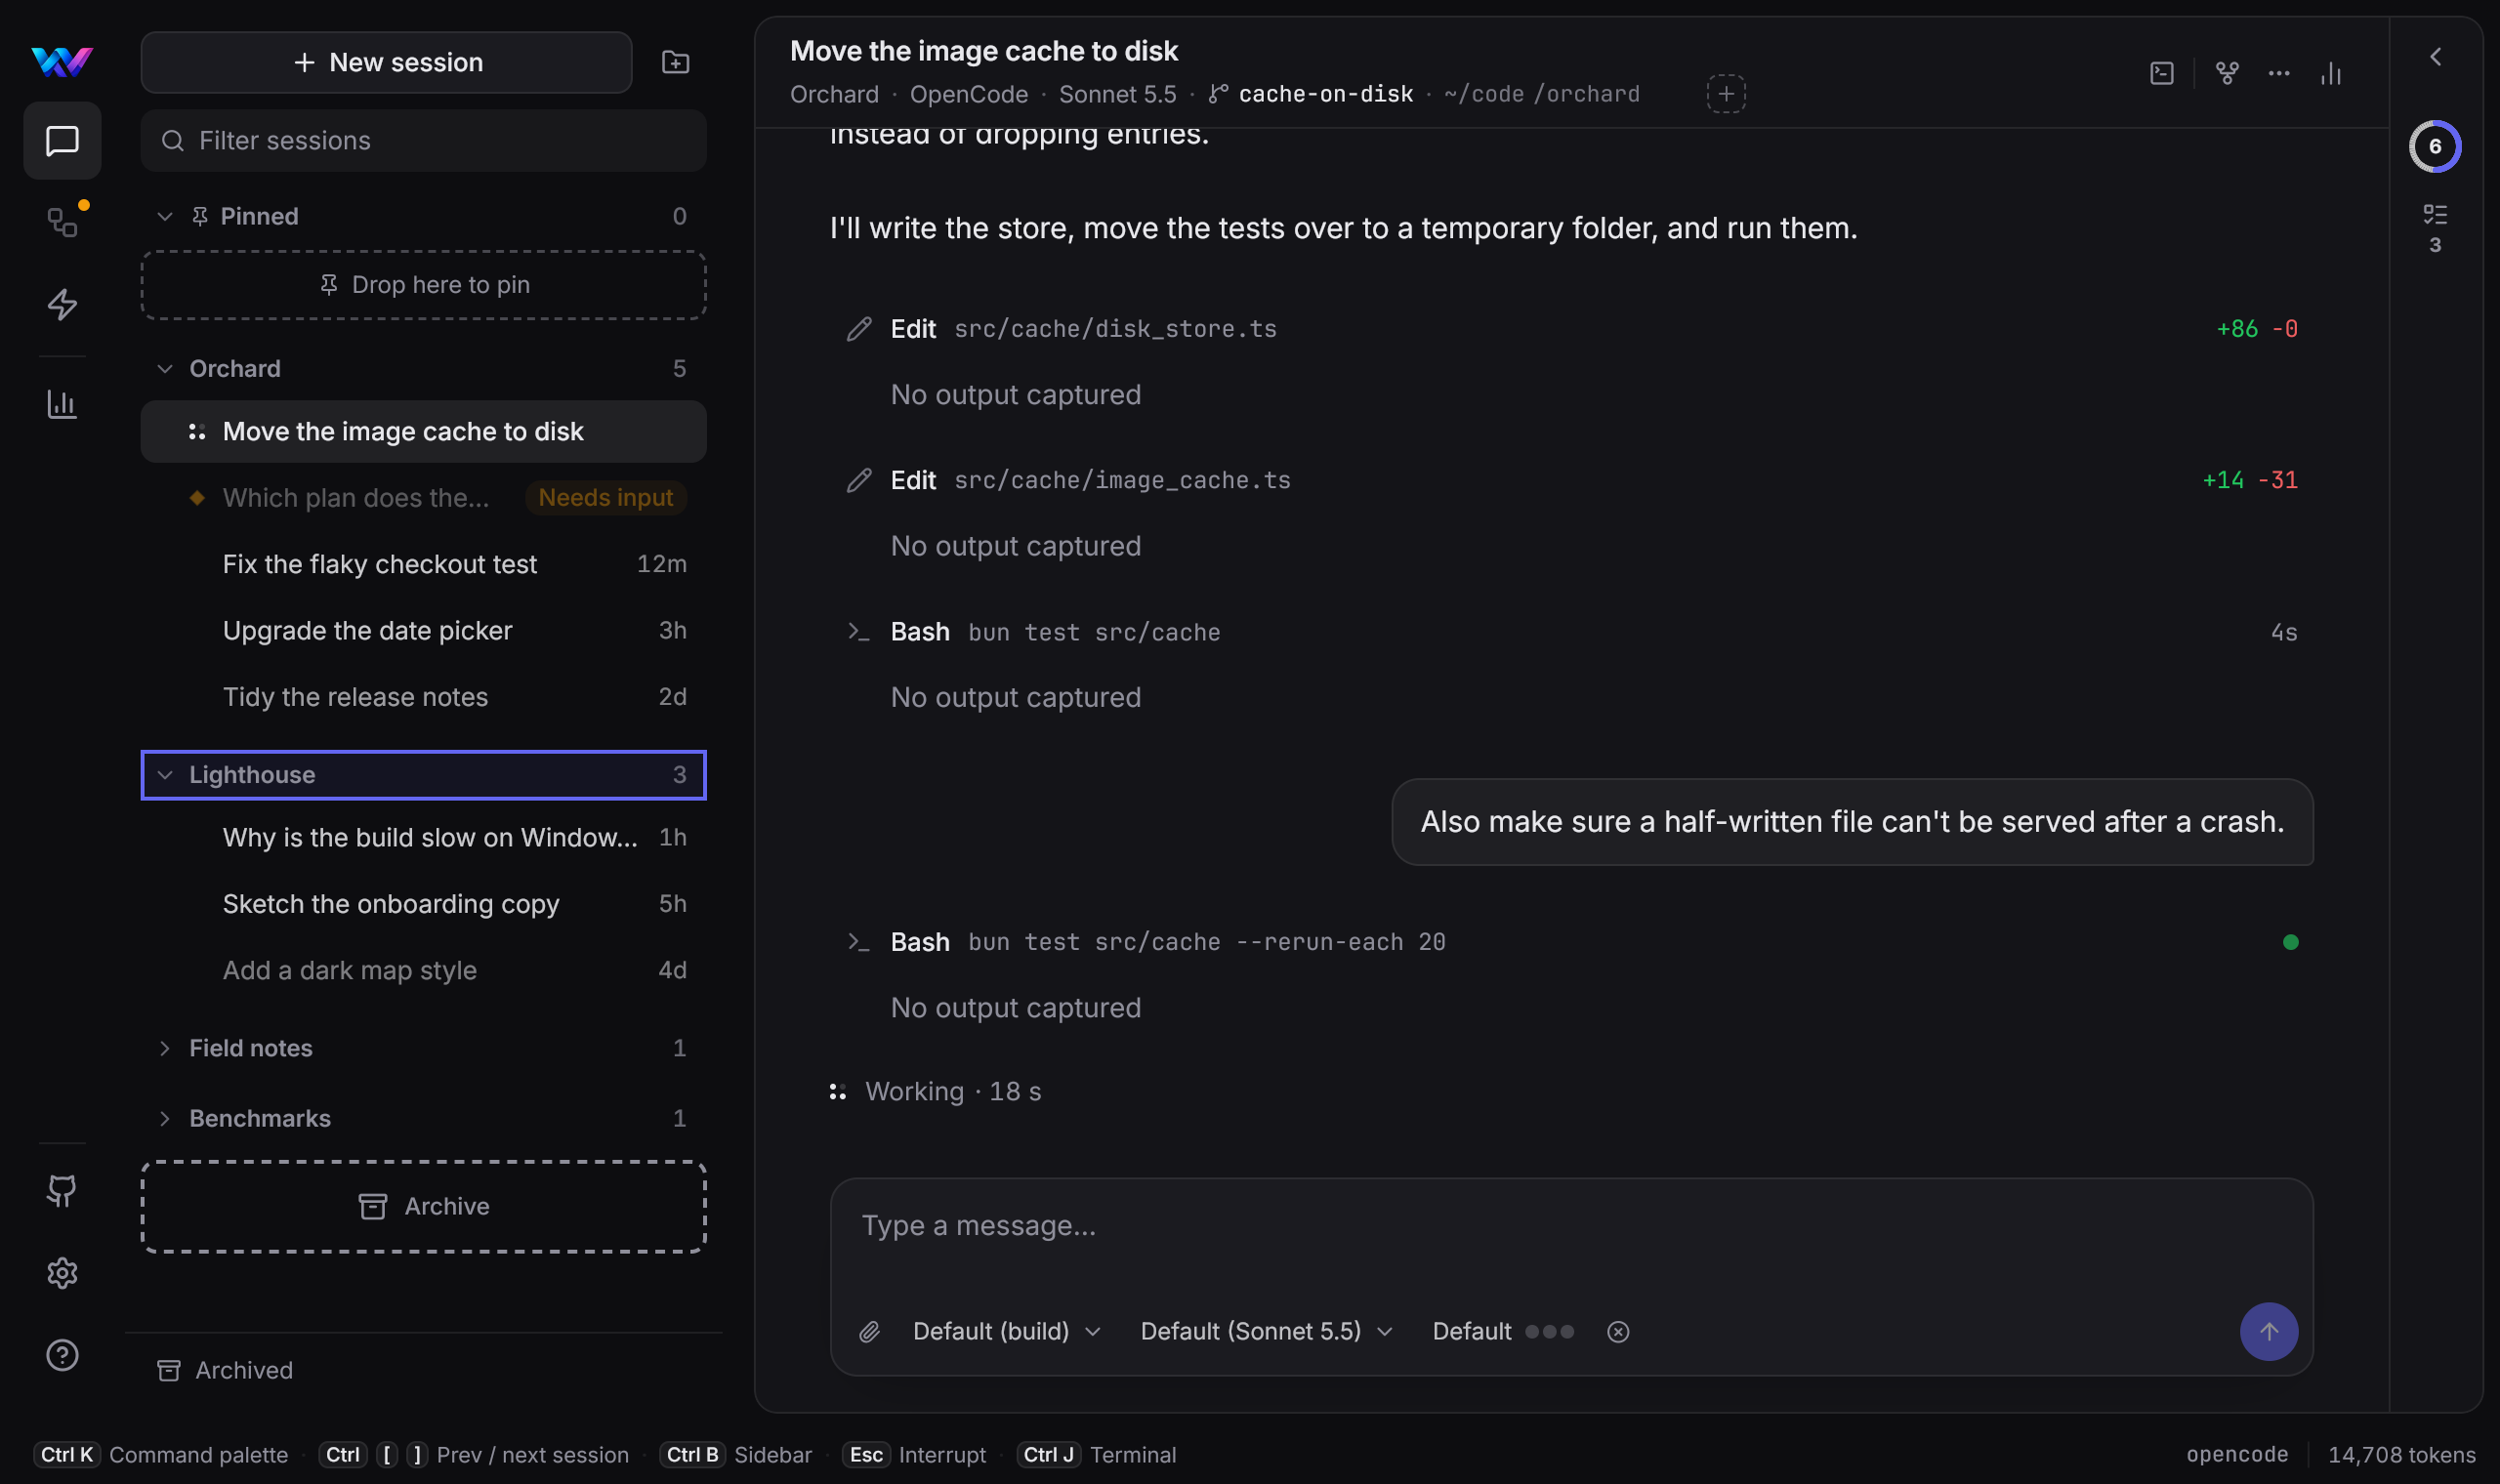 New session
Filter sessions
Pinned 0
Drop here to pin
Orchard 5
Move the image cache to disk
Which plan does the... Needs input
Fix the flaky checkout test 12m
Upgrade the date picker 3h
Tidy the release notes 2d
Lighthouse 3
Why is the build slow on Window... 1h
Sketch the onboarding copy 5h
Add a dark map style 4d
Field notes 1
Benchmarks 1
Archive
Archived
Move the image cache to disk
Orchard · OpenCode · Sonnet 5.5 · cache-on-disk · ~/code /orchard
instead of dropping entries.
I'll write the store, move the tests over to a temporary folder, and run them.
Edit src/cache/disk_store.ts +86 -0
No output captured
Edit src/cache/image_cache.ts +14 -31
No output captured
Bash bun test src/cache 4s
No output captured
Also make sure a half-written file can't be served after a crash.
Bash bun test src/cache --rerun-each 20
No output captured
Working · 18 s
Type a message...
Default (build) Default (Sonnet 5.5) Default
6
3
Ctrl K Command palette · Ctrl [ ] Prev / next session · Ctrl B Sidebar · Esc Interrupt · Ctrl J Terminal
opencode 14,708 tokens